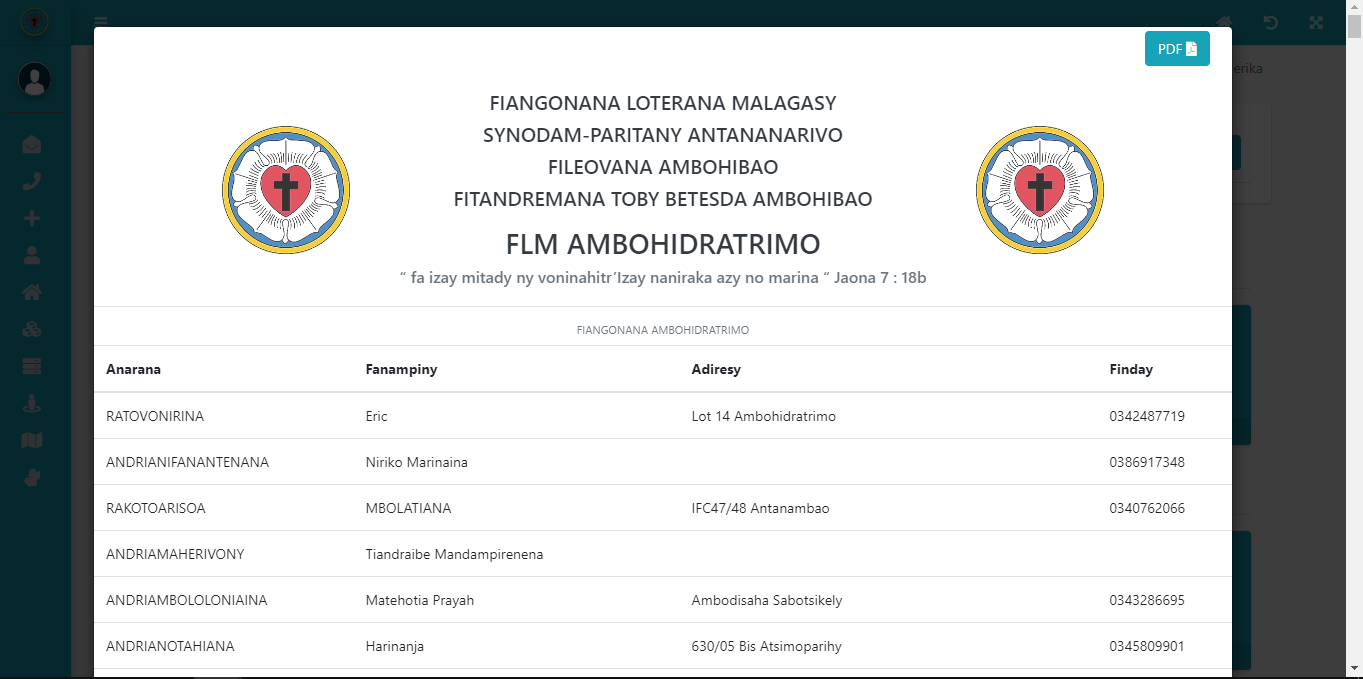 PDF
erika
FIANGONANA LOTERANA MALAGASY
SYNODAM-PARITANY ANTANANARIVO
FILEOVANA AMBOHIBAO
FITANDREMANA TOBY BETESDA AMBOHIBAO
FLM AMBOHIDRATRIMO
“ fa izay mitady ny voninahitr’Izay naniraka azy no marina “ Jaona 7 : 18b
FIANGONANA AMBOHIDRATRIMO
Anarana Fanampiny Adiresy Finday
RATOVONIRINA Eric Lot 14 Ambohidratrimo 0342487719
ANDRIANIFANANTENANA Niriko Marinaina 0386917348
RAKOTOARISOA MBOLATIANA IFC47/48 Antanambao 0340762066
ANDRIAMAHERIVONY Tiandraibe Mandampirenena
ANDRIAMBOLOLONIAINA Matehotia Prayah Ambodisaha Sabotsikely 0343286695
ANDRIANOTAHIANA Harinanja 630/05 Bis Atsimoparihy 0345809901